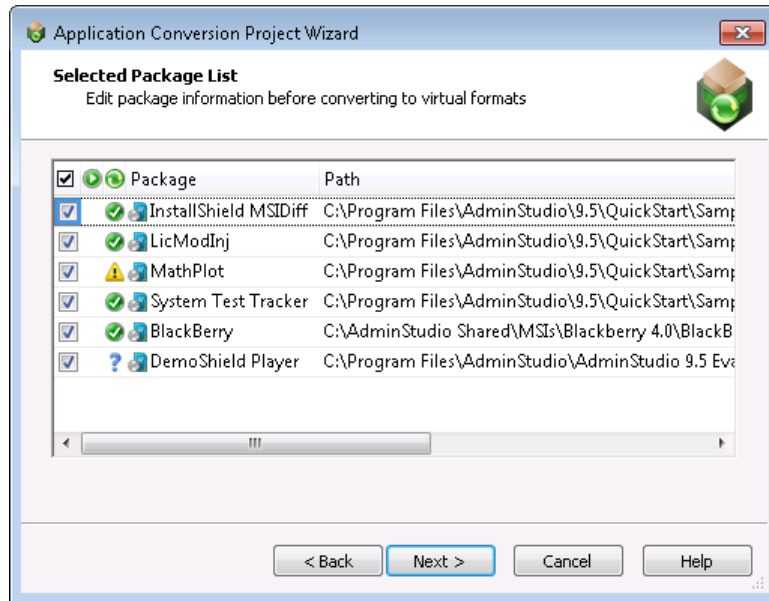 Application Conversion Project Wizard
Selected Package List
Edit package information before converting to virtual formats
Package Path
InstallShield MSIDiff C:\Program Files\AdminStudio\9.5\QuickStart\Samp
LicModInj C:\Program Files\AdminStudio\9.5\QuickStart\Samp
MathPlot C:\Program Files\AdminStudio\9.5\QuickStart\Samp
System Test Tracker C:\Program Files\AdminStudio\9.5\QuickStart\Samp
BlackBerry C:\AdminStudio Shared\MSIs\Blackberry 4.0\BlackB
DemoShield Player C:\Program Files\AdminStudio\AdminStudio 9.5 Eva
< Back Next > Cancel Help